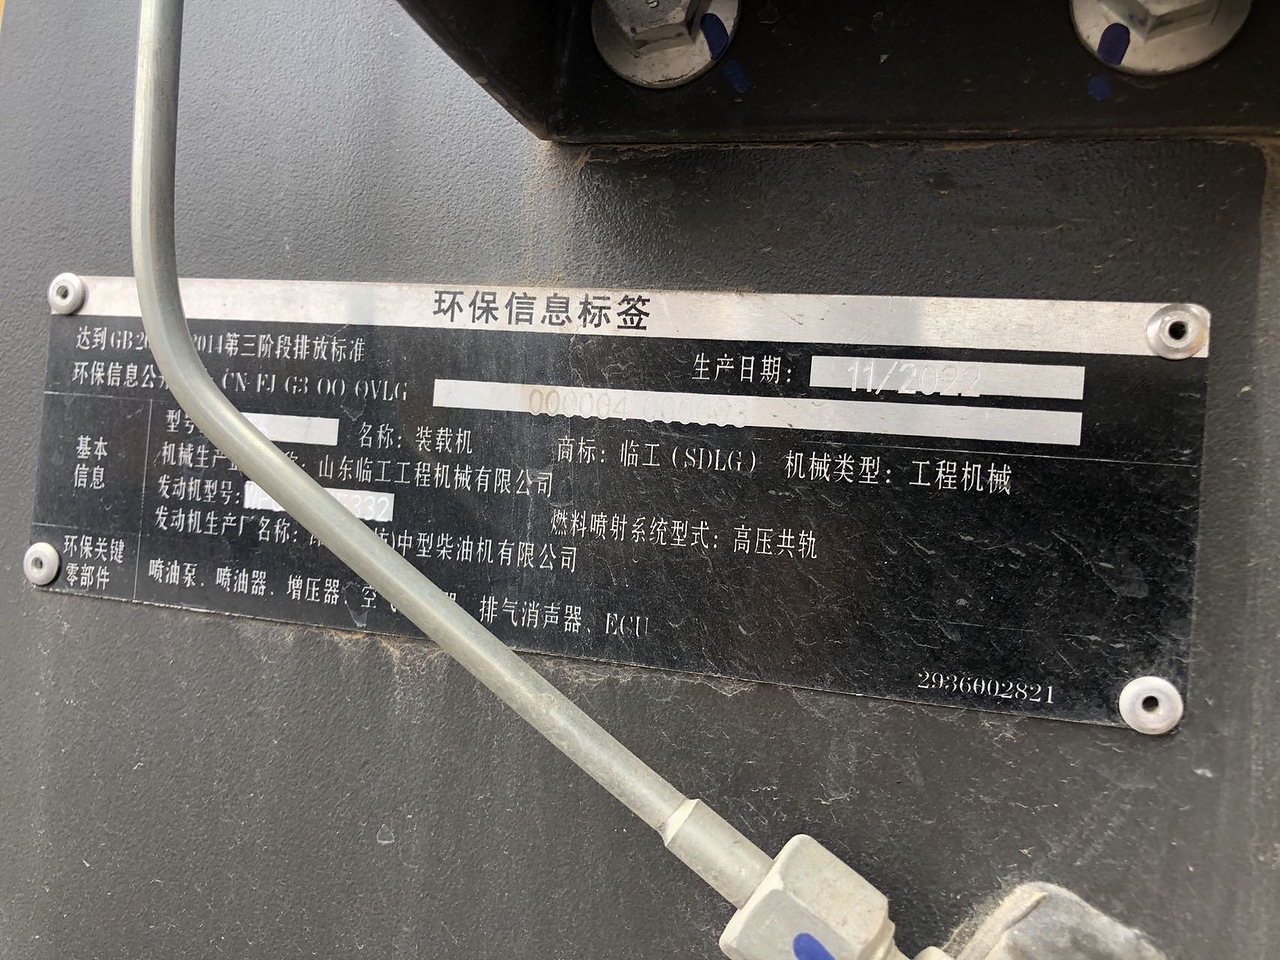 环保信息标签
达到GB20 2014第三阶段排放标准
生产日期: 11/2022
环保信息公 CN FJ G3 OO OVLG 000004 000003
基本信息
型号 名称: 装载机 商标: 临工(SDLG) 机械类型: 工程机械
机械生产 称: 山东临工工程机械有限公司
发动机型号: 332 燃料喷射系统型式: 高压共轨
发动机生产厂名称: 中型柴油机有限公司
环保关键零部件
喷油泵、喷油器、增压器、空 器、排气消声器、ECU
2936002821